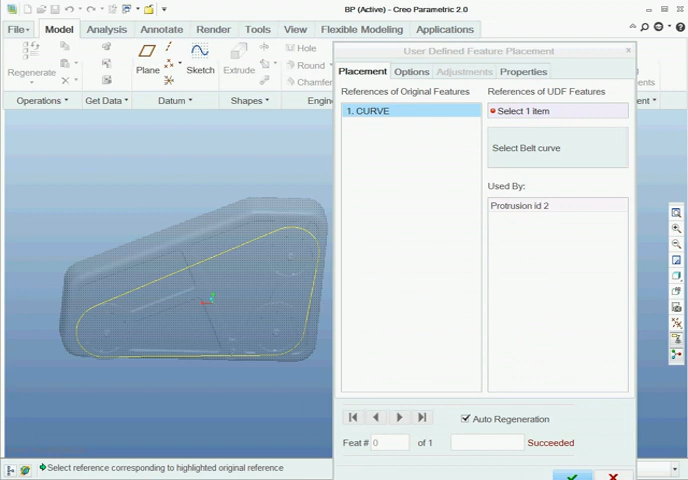 BP (Active) - Creo Parametric 2.0
File Model Analysis Annotate Render Tools View Flexible Modeling Applications
Regenerate Plane Sketch Extrude Hole
Round
Chamfer
Operations Get Data Datum Shapes Engin
User Defined Feature Placement
Placement Options Adjustments Properties
References of Original Features References of UDF Features
1. CURVE Select 1 item
Select Belt curve
Used By:
Protrusion id 2
Auto Regeneration
Feat # 0 of 1 Succeeded
Select reference corresponding to highlighted original reference